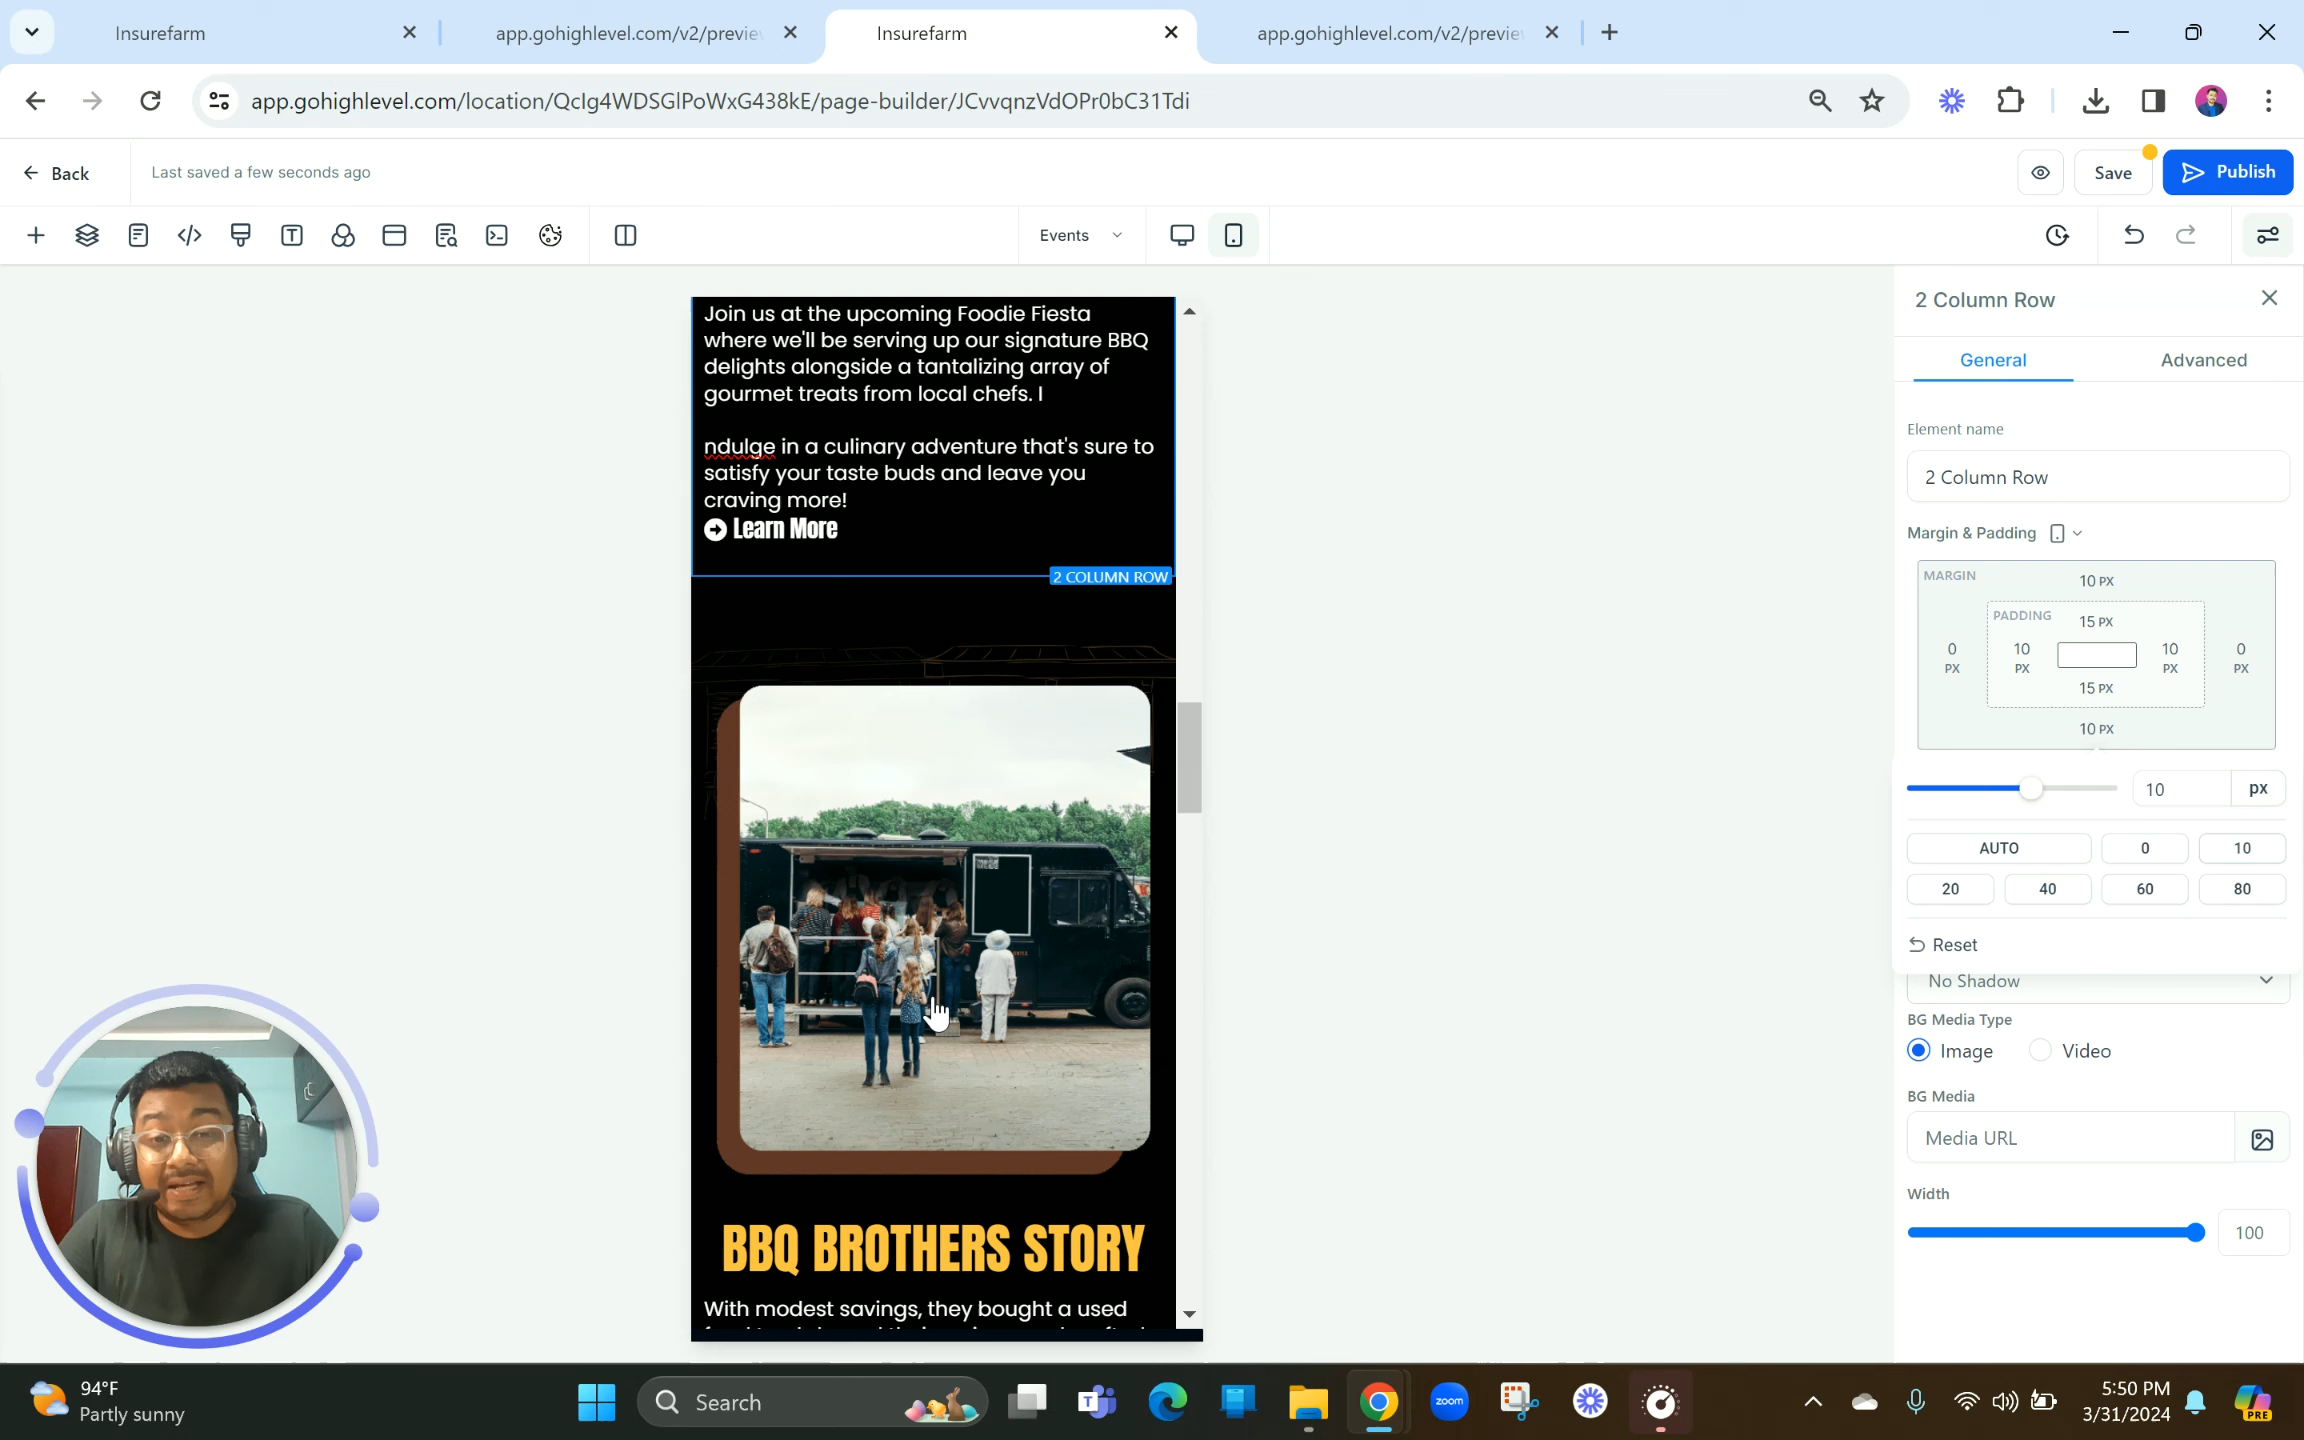 Insurefarm
app.gohighlevel.com/v2/previe
Insurefarm
app.gohighlevel.com/v2/previe
app.gohighlevel.com/location/QcIg4WDSGIPoWxG438kE/page-builder/JCvvqnzVdOPr0bC31Tdi
Back
Last saved a few seconds ago
Save
Publish
Events
2 Column Row
General
Advanced
Element name
2 Column Row
Margin & Padding
MARGIN
10 PX
PADDING
15 PX
0 PX
10 PX
10 PX
0 PX
15 PX
10 PX
10
px
AUTO
0
10
20
40
60
80
Reset
No Shadow
BG Media Type
Image
Video
BG Media
Media URL
Width
100
Join us at the upcoming Foodie Fiesta
where we'll be serving up our signature BBQ
delights alongside a tantalizing array of
gourmet treats from local chefs. I
ndulge in a culinary adventure that's sure to
satisfy your taste buds and leave you
craving more!
Learn More
2 COLUMN ROW
BBQ BROTHERS STORY
With modest savings, they bought a used
94°F
Partly sunny
Search
zoom
PRE
5:50 PM
3/31/2024